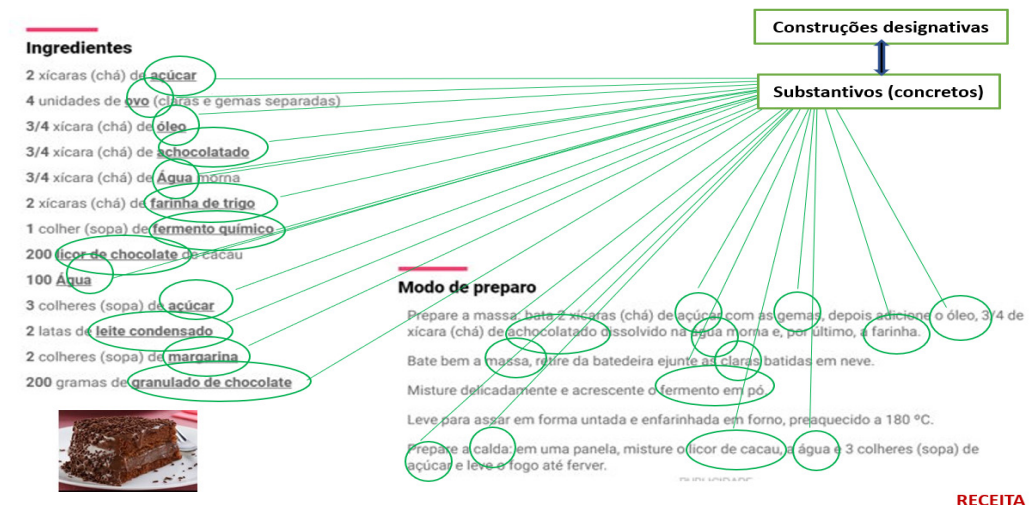 Construções designativas
Substantivos (concretos)
Ingredientes
2 xícaras (chá) de açúcar
4 unidades de ovo (claras e gemas separadas)
3/4 xícara (chá) de óleo
3/4 xícara (chá) de achocolatado
3/4 xícara (chá) de Água morna
2 xícaras (chá) de farinha de trigo
1 colher (sopa) de fermento químico
200 licor de chocolate de cacau
100 Água
3 colheres (sopa) de açúcar
2 latas de leite condensado
2 colheres (sopa) de margarina
200 gramas de granulado de chocolate
Modo de preparo
Prepare a massa, bata 2 xícaras (chá) de açúcar com as gemas, depois adicione o óleo, 3/4 de
xícara (chá) de achocolatado dissolvido na água morna e, por último, a farinha.
Bate bem a massa, retire da batedeira ejunte as claras batidas em neve.
Misture delicadamente e acrescente o fermento em pó.
Leve para assar em forma untada e enfarinhada em forno, preaquecido a 180 ºC.
Prepare a calda: em uma panela, misture o licor de cacau, a água e 3 colheres (sopa) de
açúcar e leve o fogo até ferver.
PUBLICIDADE
RECEITA